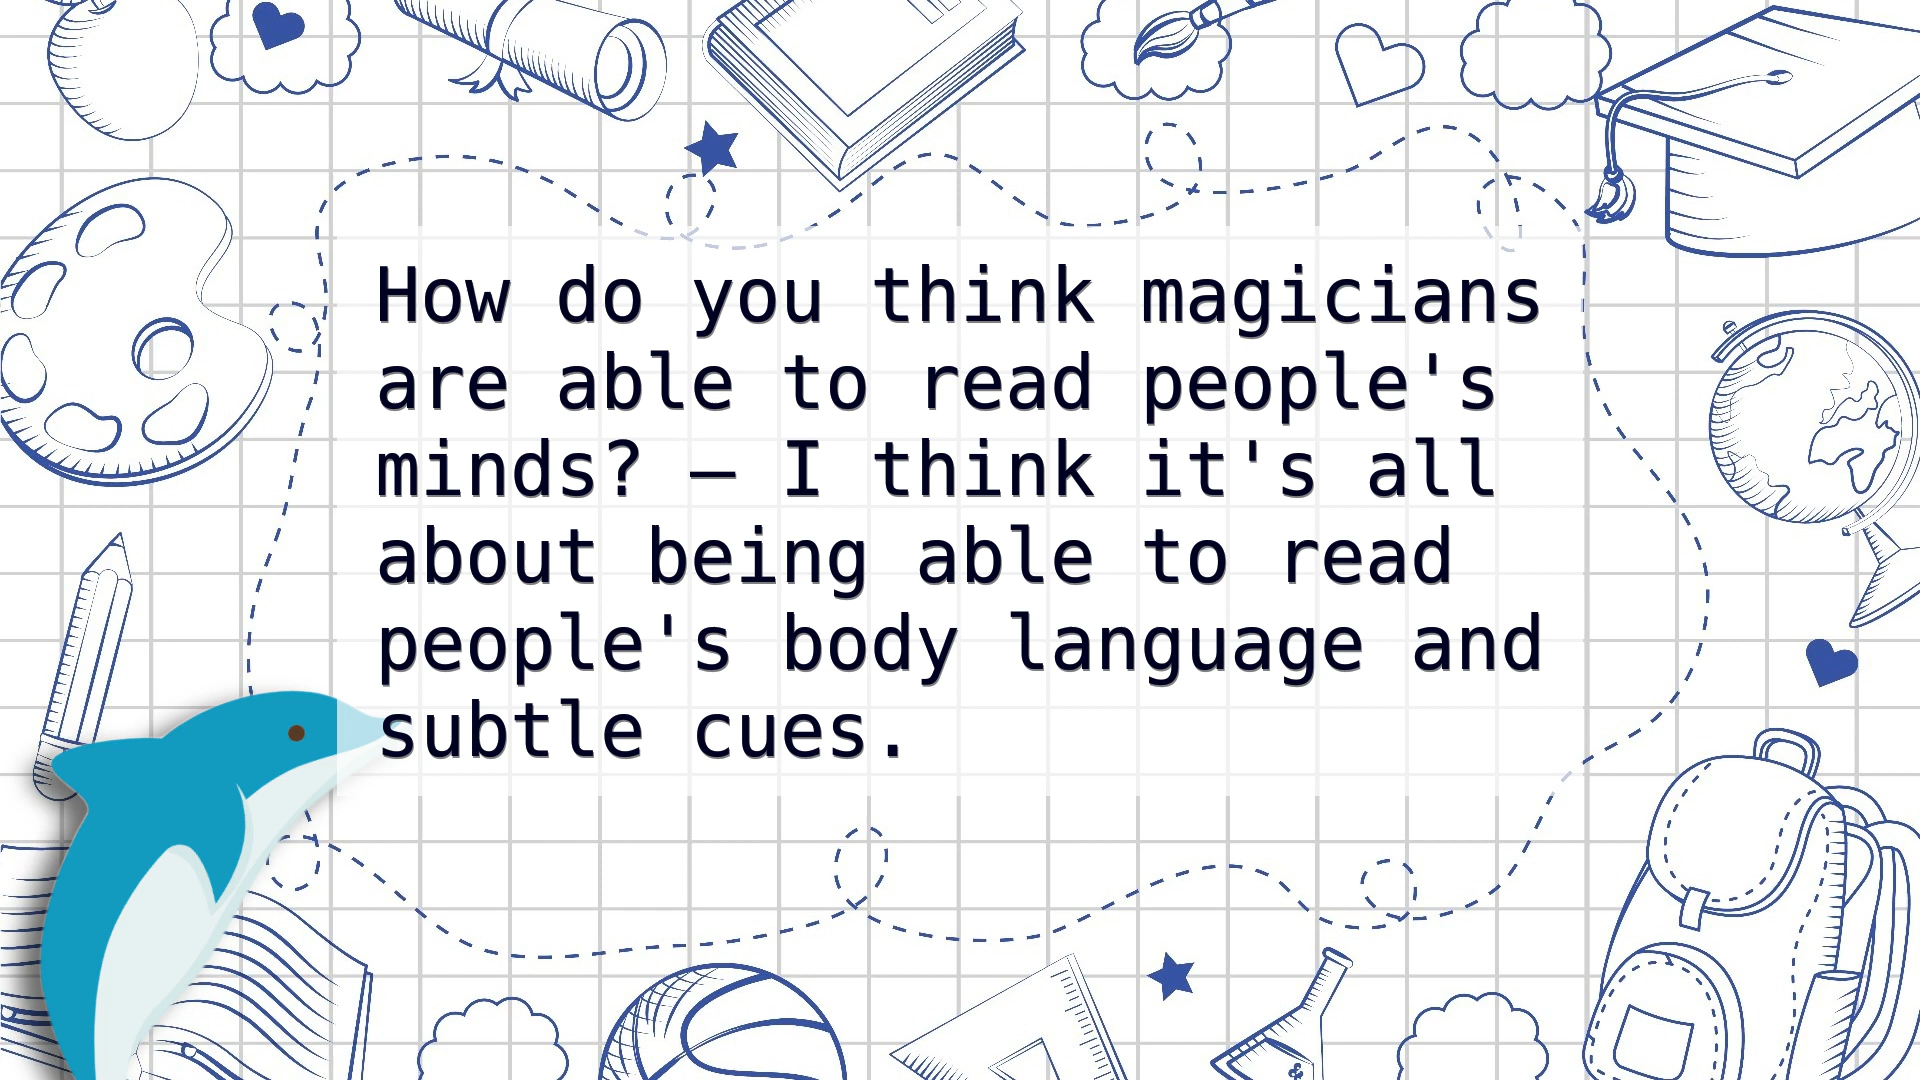 How do you think magicians
are able to read people's
minds? – I think it's all
about being able to read
people's body language and
subtle cues.